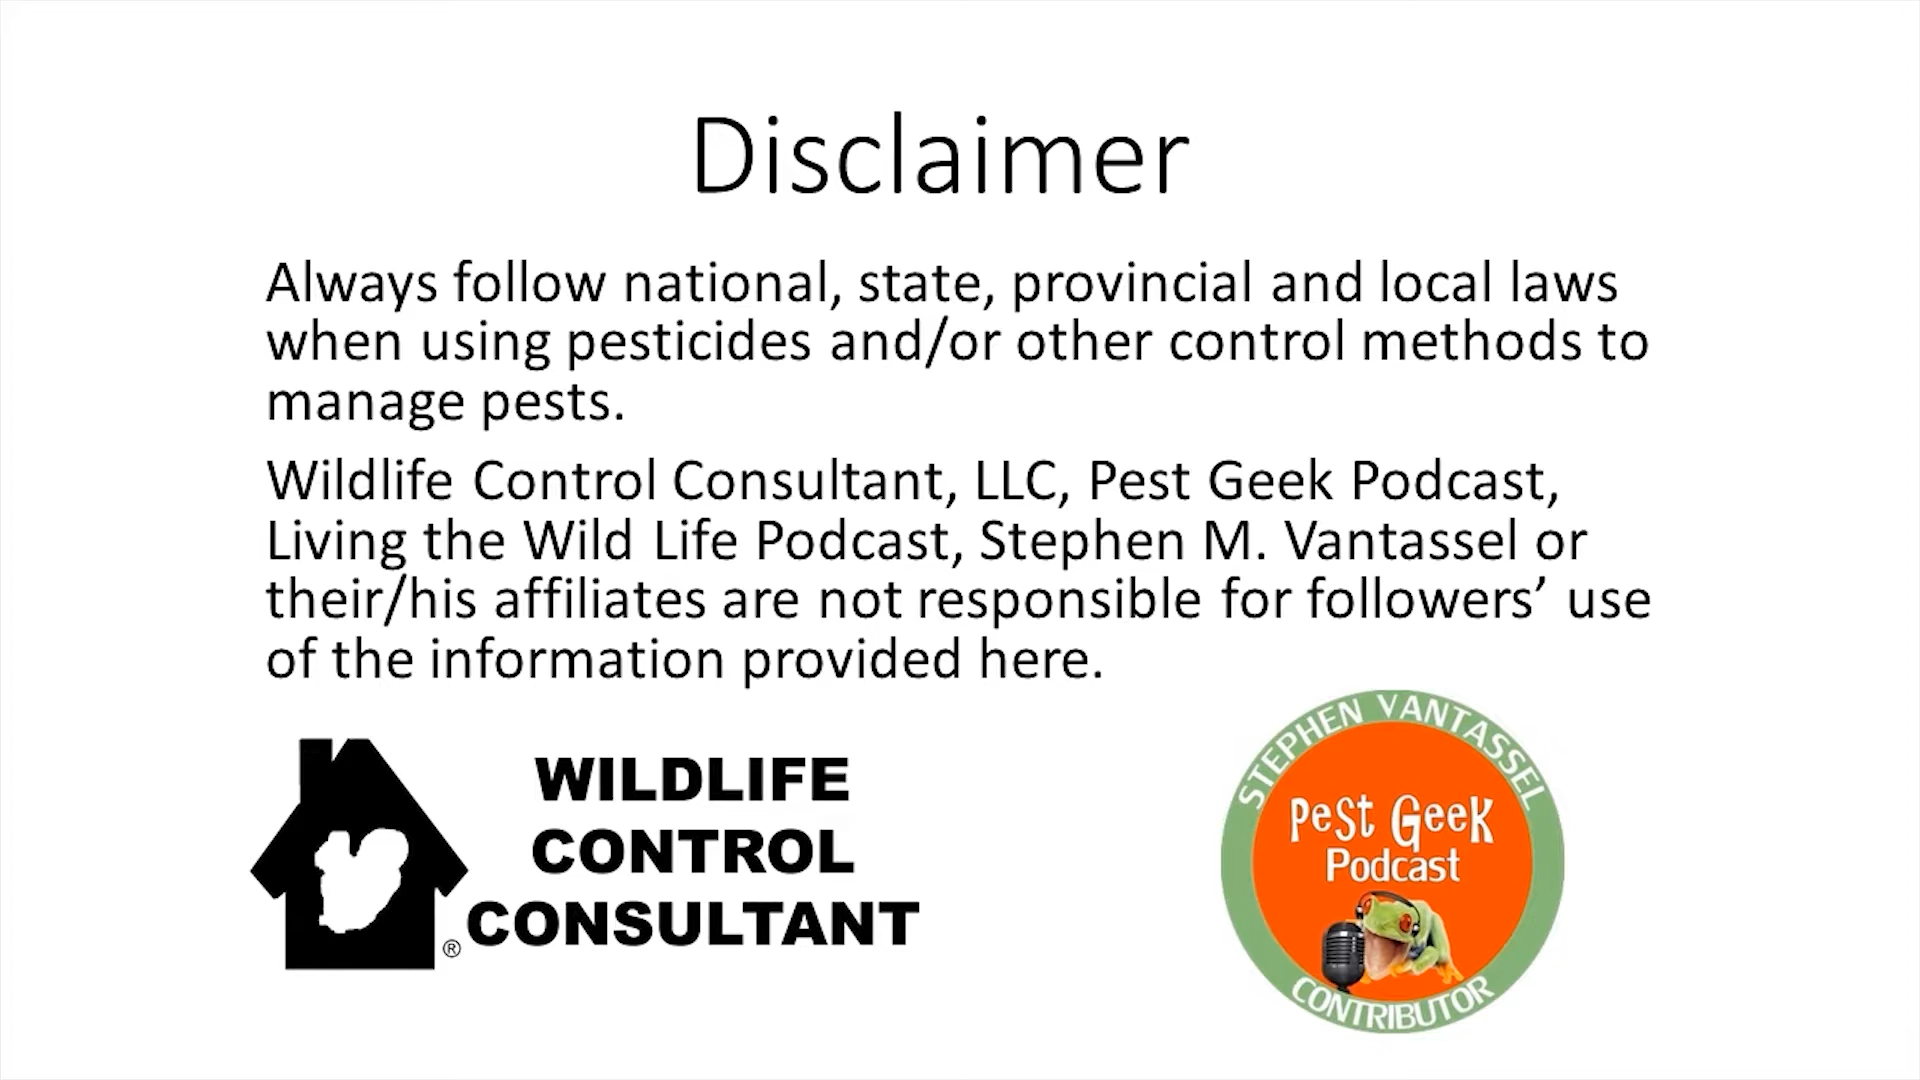 Disclaimer
Always follow national, state, provincial and local laws
when using pesticides and/or other control methods to
manage pests.
Wildlife Control Consultant, LLC, Pest Geek Podcast,
Living the Wild Life Podcast, Stephen M. Vantassel or
their/his affiliates are not responsible for followers’ use
of the information provided here.
WILDLIFE
CONTROL
® CONSULTANT
STEPHEN VANTASSEL
PeSt GeeK
Podcast
CONTRIBUTOR